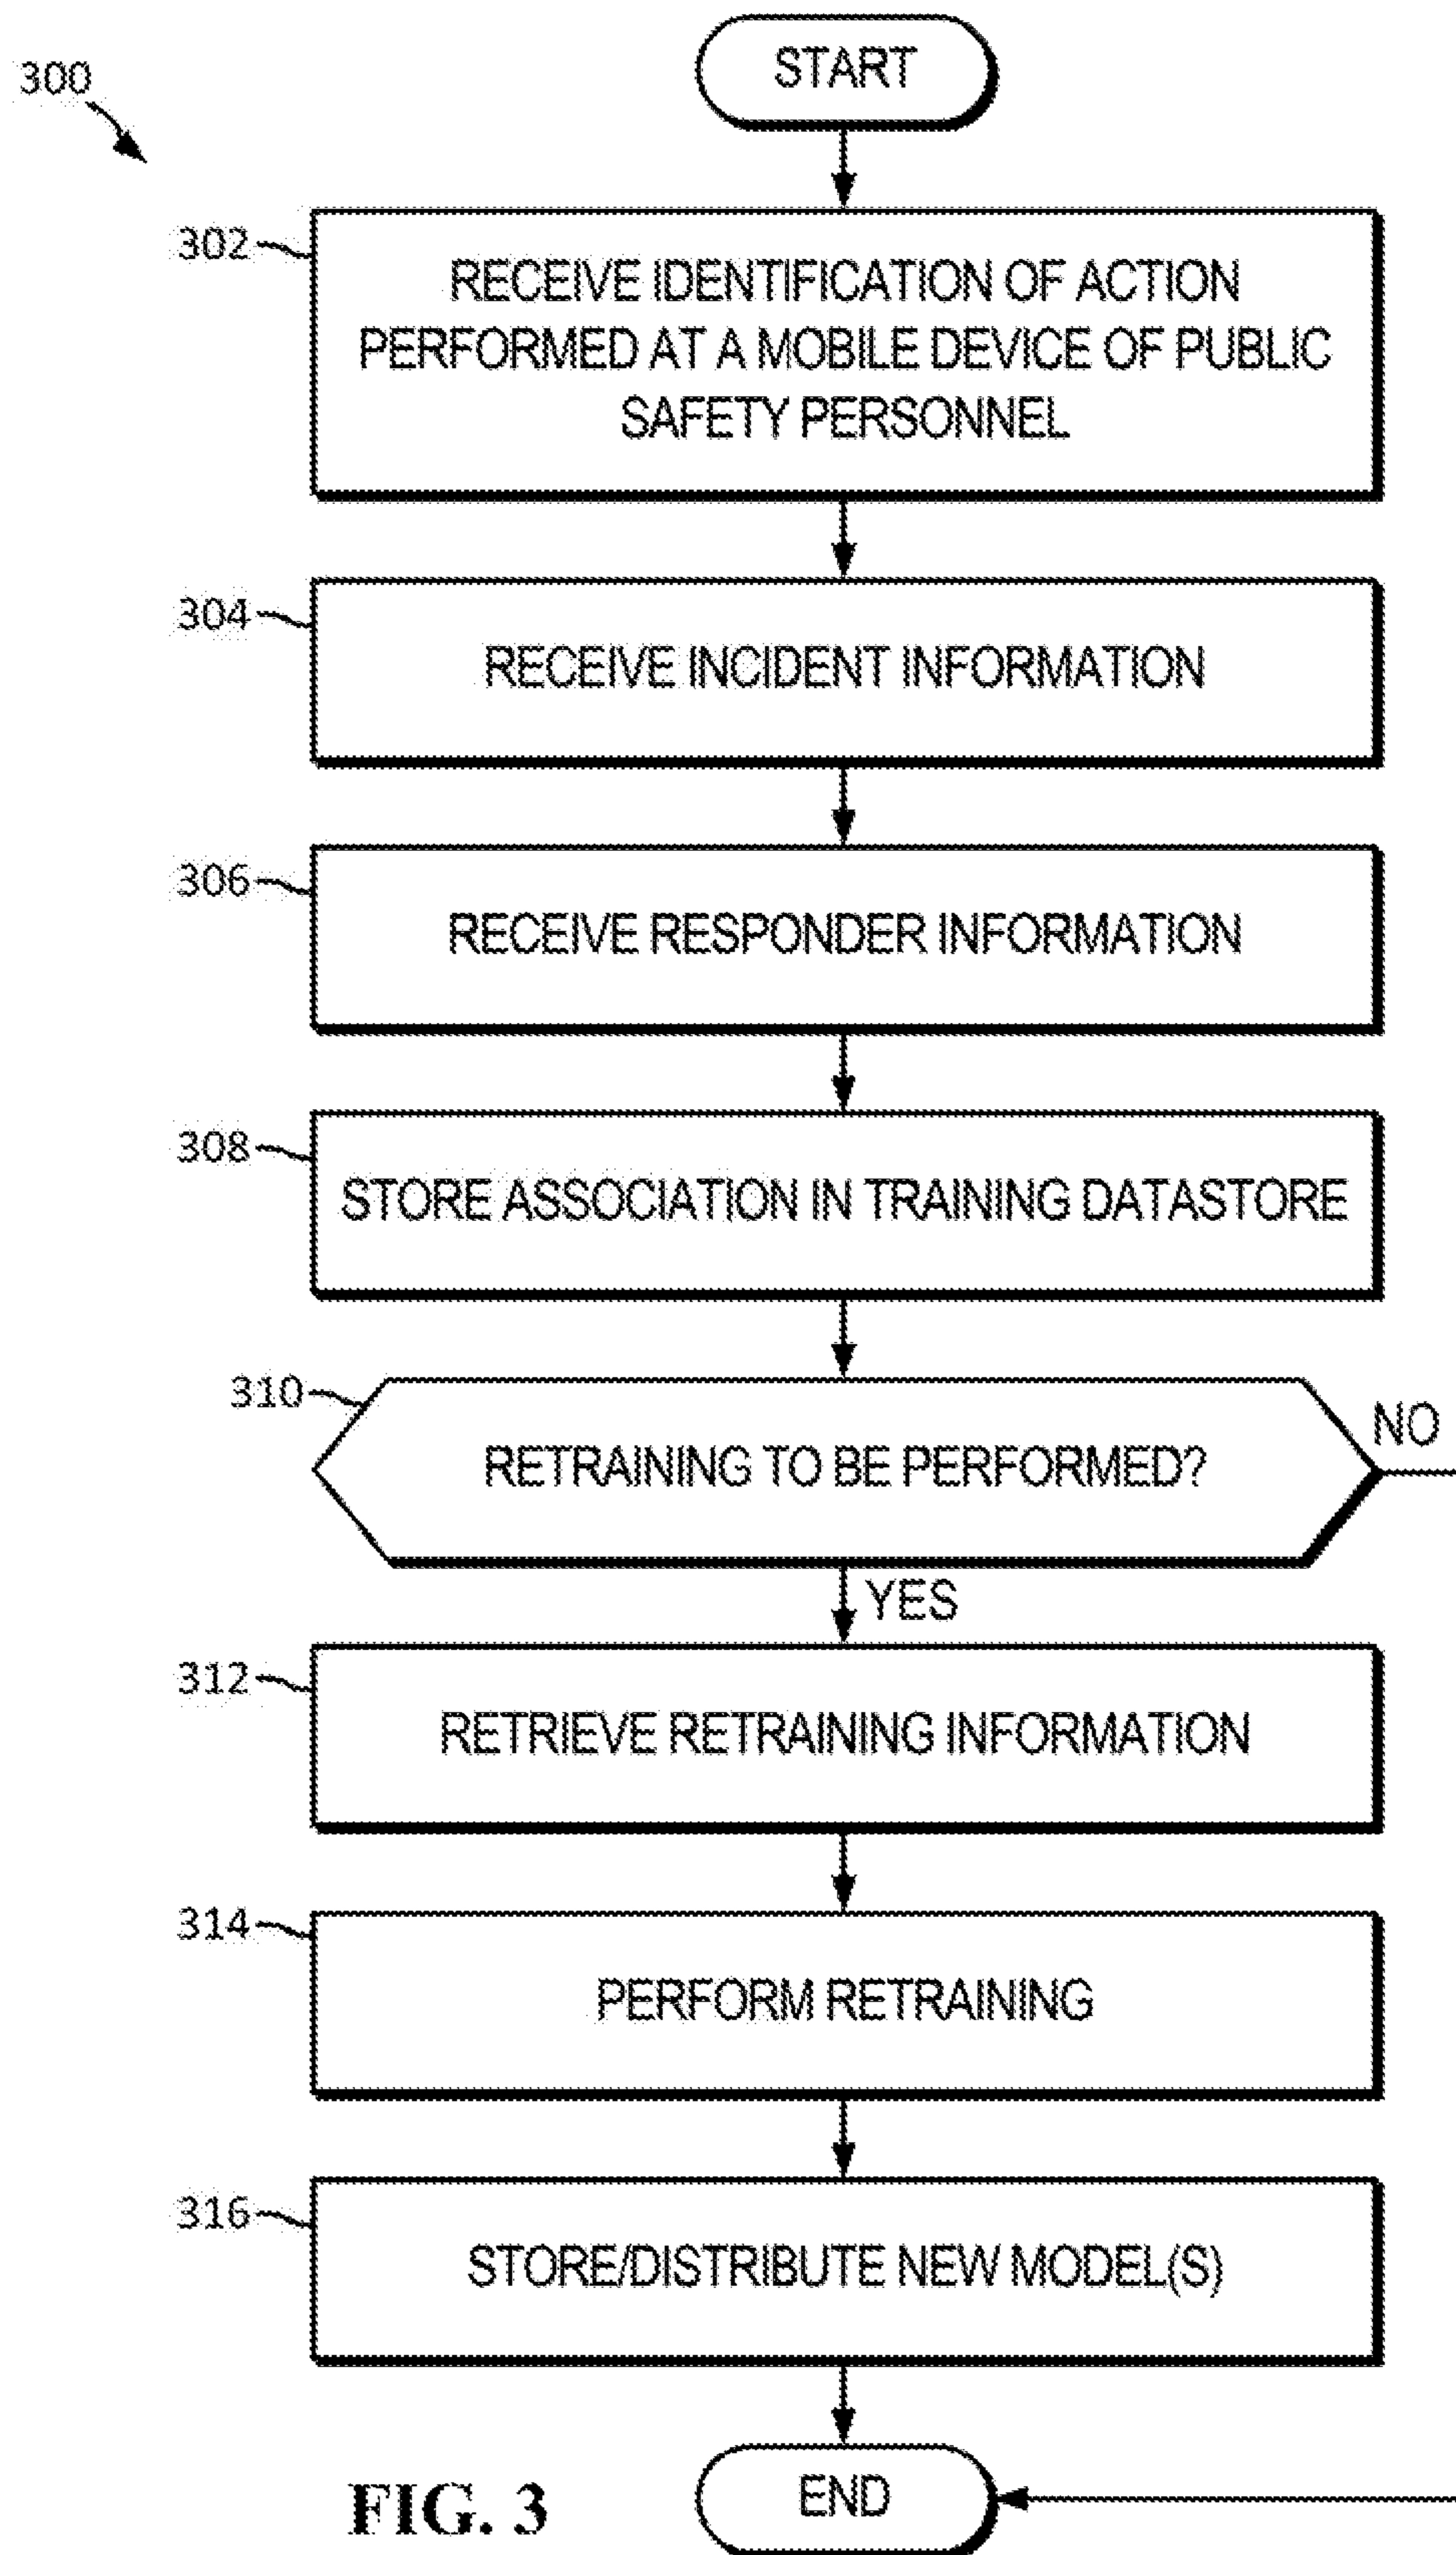 START
300
302
RECEIVE IDENTIFICATION OF ACTION
PERFORMED AT A MOBILE DEVICE OF PUBLIC
SAFETY PERSONNEL
304
RECEIVE INCIDENT INFORMATION
306
RECEIVE RESPONDER INFORMATION
308
STORE ASSOCIATION IN TRAINING DATASTORE
310
RETRAINING TO BE PERFORMED?
NO
YES
312
RETRIEVE RETRAINING INFORMATION
314
PERFORM RETRAINING
316
STORE/DISTRIBUTE NEW MODEL(S)
END
FIG. 3